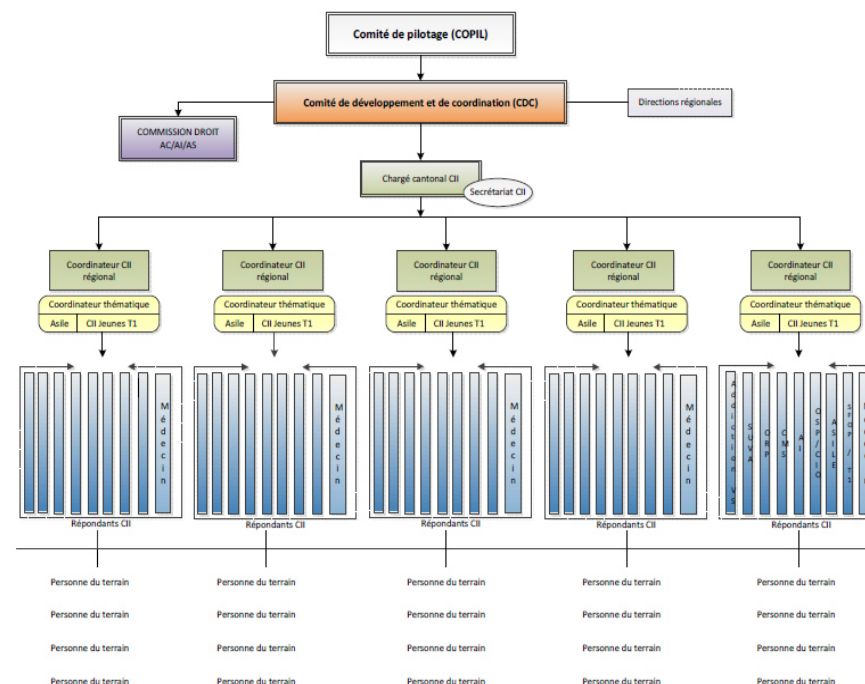 Comité de pilotage (COPIL)
Comité de développement et de coordination (CDC)
Directions régionales
COMMISSION DROIT
AC/AI/AS
Chargé cantonal CII
Secrétariat CII
Coordinateur CII
régional
Coordinateur CII
régional
Coordinateur CII
régional
Coordinateur CII
régional
Coordinateur CII
régional
Coordinateur thématique
Asile CII Jeunes T1
Coordinateur thématique
Asile CII Jeunes T1
Coordinateur thématique
Asile CII Jeunes T1
Coordinateur thématique
Asile CII Jeunes T1
Coordinateur thématique
Asile CII Jeunes T1
Médecin
Médecin
Médecin
Médecin
Addiction VS
SUVA
ORP
CMS
AI
OSP/CIO
ASILE
SFOP / T1
Répondants CII
Répondants CII
Répondants CII
Répondants CII
Répondants CII
Personne du terrain Personne du terrain Personne du terrain Personne du terrain Personne du terrain
Personne du terrain Personne du terrain Personne du terrain Personne du terrain Personne du terrain
Personne du terrain Personne du terrain Personne du terrain Personne du terrain Personne du terrain
Personne du terrain Personne du terrain Personne du terrain Personne du terrain Personne du terrain